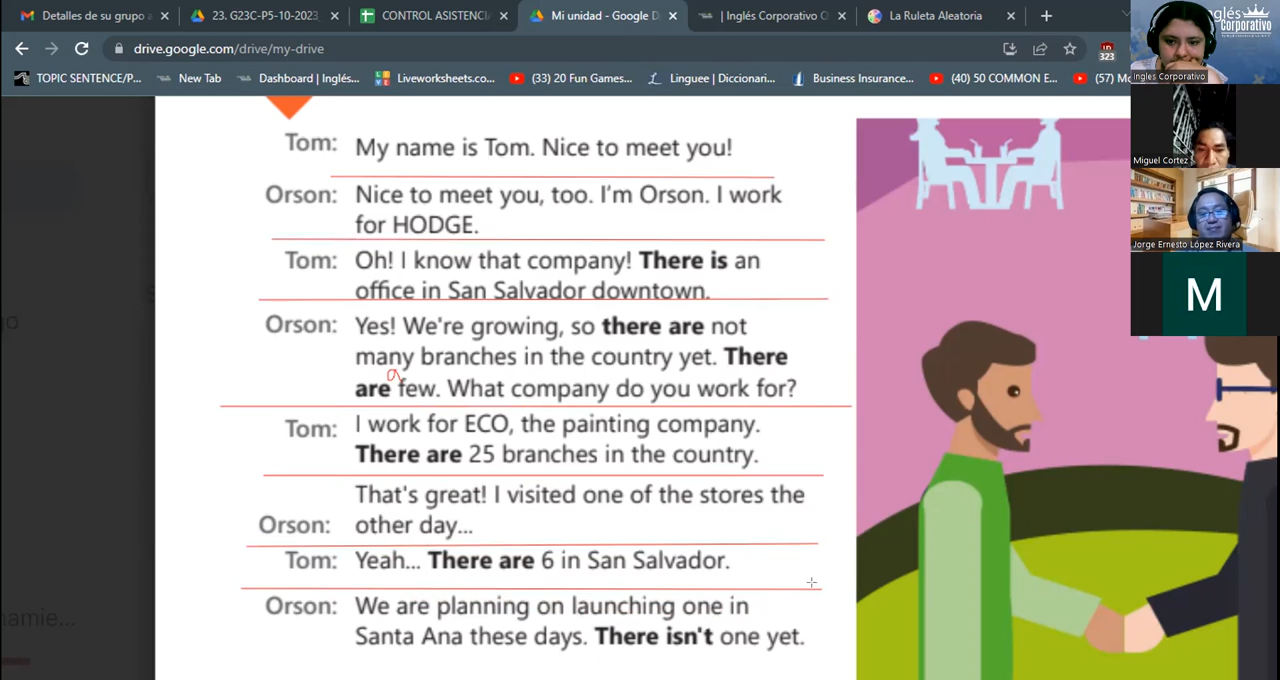 Detalles de su grupo a
23. G23C-P5-10-2023_
CONTROL ASISTENCI
Mi unidad - Google D
| Inglés Corporativo O
La Ruleta Aleatoria
drive.google.com/drive/my-drive
323
TOPIC SENTENCE/P...
New Tab
Dashboard | Inglés...
Liveworksheets.co...
(33) 20 Fun Games...
Linguee | Diccionari...
Business Insurance...
(40) 50 COMMON E...
Inglés
Corporativo
Ingles Corporativo
Miguel Cortez
Jorge Ernesto López Rivera
M
Tom: My name is Tom. Nice to meet you!
Orson: Nice to meet you, too. I'm Orson. I work
for HODGE.
Tom: Oh! I know that company! There is an
office in San Salvador downtown.
Orson: Yes! We're growing, so there are not
many branches in the country yet. There
a
are few. What company do you work for?
Tom: I work for ECO, the painting company.
There are 25 branches in the country.
That's great! I visited one of the stores the
Orson: other day...
Tom: Yeah... There are 6 in San Salvador.
Orson: We are planning on launching one in
Santa Ana these days. There isn't one yet.